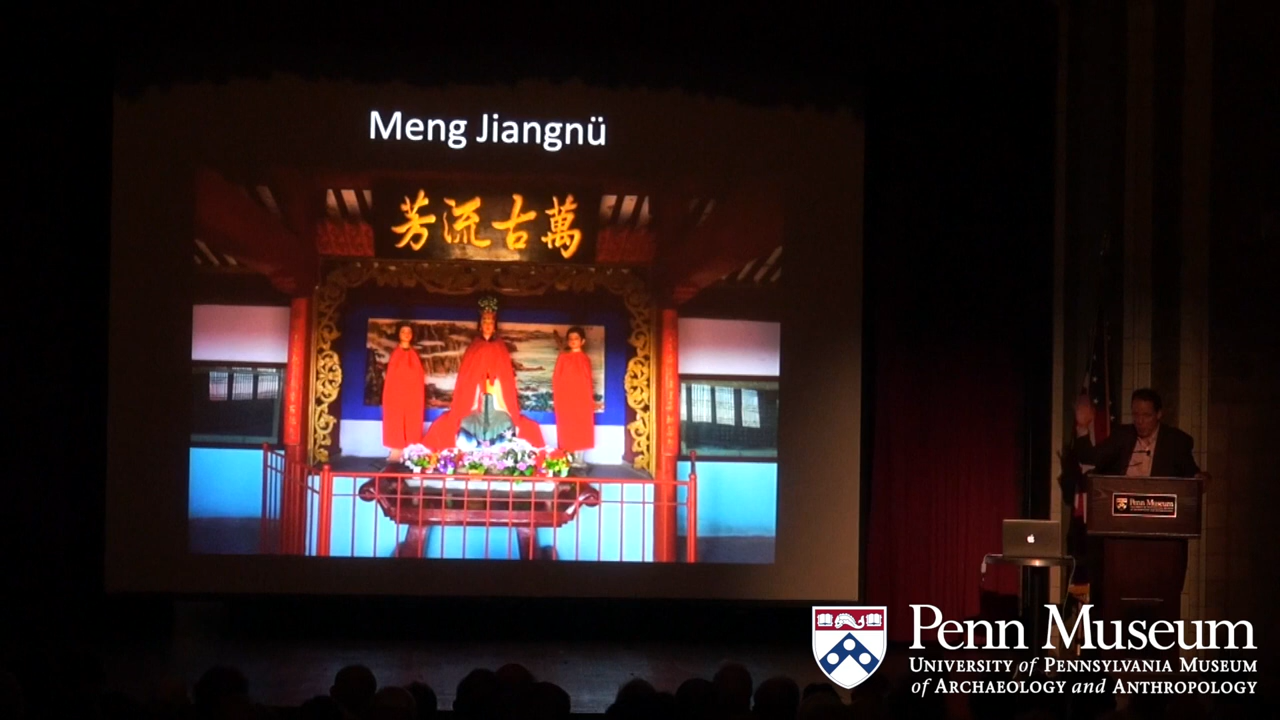 Meng Jiangnü
芳流古萬
Penn Museum
Penn Museum
University of Pennsylvania Museum
of Archaeology and Anthropology